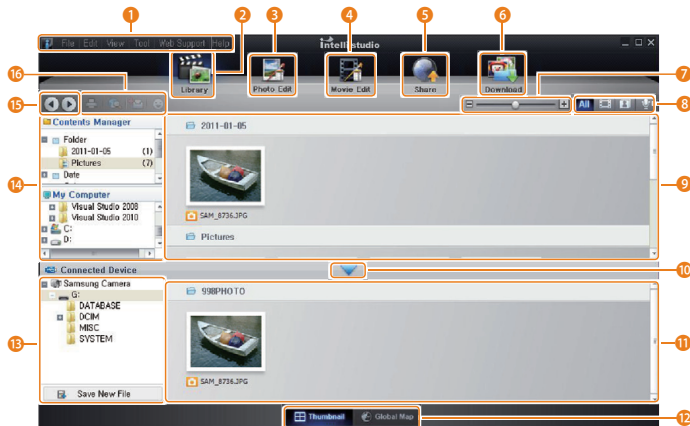 1 2 3 4 5 6
File Edit View Tool Web Support Help
Intelli-studio
Library Photo Edit Movie Edit Share Download
16 7
15 All 8
Contents Manager
Folder
2011-01-05 (1)
Pictures (7)
Date
14
My Computer
Visual Studio 2008
Visual Studio 2010
C:
D:
2011-01-05
SAM_8736.JPG
Pictures
9
Connected Device 10
Samsung Camera
G:
DATABASE
DCIM
MISC
SYSTEM
13
Save New File
998PHOTO
SAM_8736.JPG
11
Thumbnail Global Map 12